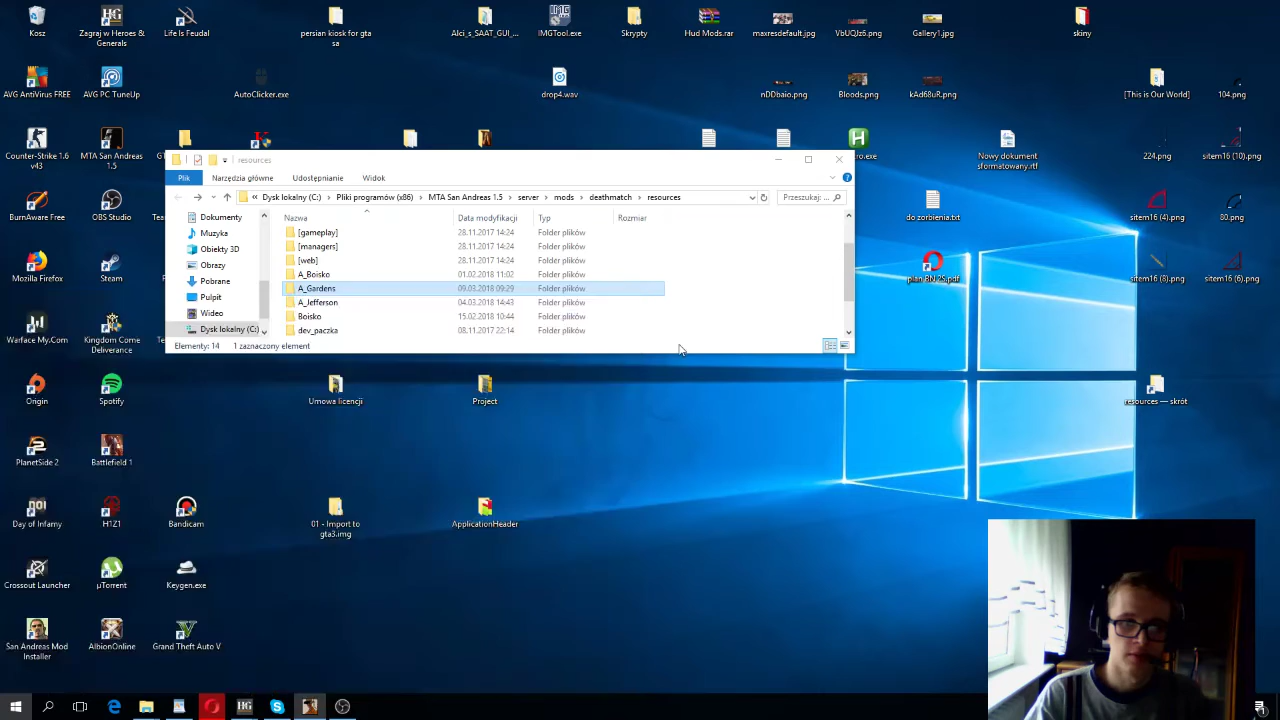 Kosz
Zagraj w Heroes & Generals
Life Is Feudal
persian kiosk for gta sa
Alci_s_SAAT_GUI_...
IMGTool.exe
Skrypty
Hud Mods.rar
maxresdefault.jpg
VbUQJz6.png
Gallery1.jpg
skiny
AVG AntiVirus FREE
AVG PC TuneUp
AutoClicker.exe
drop4.wav
nDDbaio.png
Bloods.png
kAd68uR.png
[This is Our World]
104.png
Counter-Strike 1.6 v43
MTA San Andreas 1.5
Nowy dokument sformatowany.rtf
224.png
sitem16 (10).png
resources
Plik
Narzędzia główne
Udostępnianie
Widok
« Dysk lokalny (C:) › Pliki programów (x86) › MTA San Andreas 1.5 › server › mods › deathmatch › resources
Przeszukaj: ...
Dokumenty
Muzyka
Obiekty 3D
Obrazy
Pobrane
Pulpit
Wideo
Dysk lokalny (C:)
Nazwa Data modyfikacji Typ Rozmiar
[gameplay] 28.11.2017 14:24 Folder plików
[managers] 28.11.2017 14:24 Folder plików
[web] 28.11.2017 14:24 Folder plików
A_Boisko 01.02.2018 11:02 Folder plików
A_Gardens 09.03.2018 09:29 Folder plików
A_Jefferson 04.03.2018 14:43 Folder plików
Boisko 15.02.2018 10:44 Folder plików
dev_paczka 08.11.2017 22:14 Folder plików
Elementy: 14 1 zaznaczony element
BurnAware Free
OBS Studio
do zorbienia.txt
sitem16 (4).png
80.png
Mozilla Firefox
Steam
plan BN 25.pdf
sitem16 (8).png
sitem16 (6).png
Warface My.Com
Kingdom Come Deliverance
Origin
Spotify
Umowa licencji
Project
resources — skrót
PlanetSide 2
Battlefield 1
Day of Infamy
H1Z1
Bandicam
01 - Import to gta3.img
ApplicationHeader
Crossout Launcher
µTorrent
Keygen.exe
San Andreas Mod Installer
AlbionOnline
Grand Theft Auto V